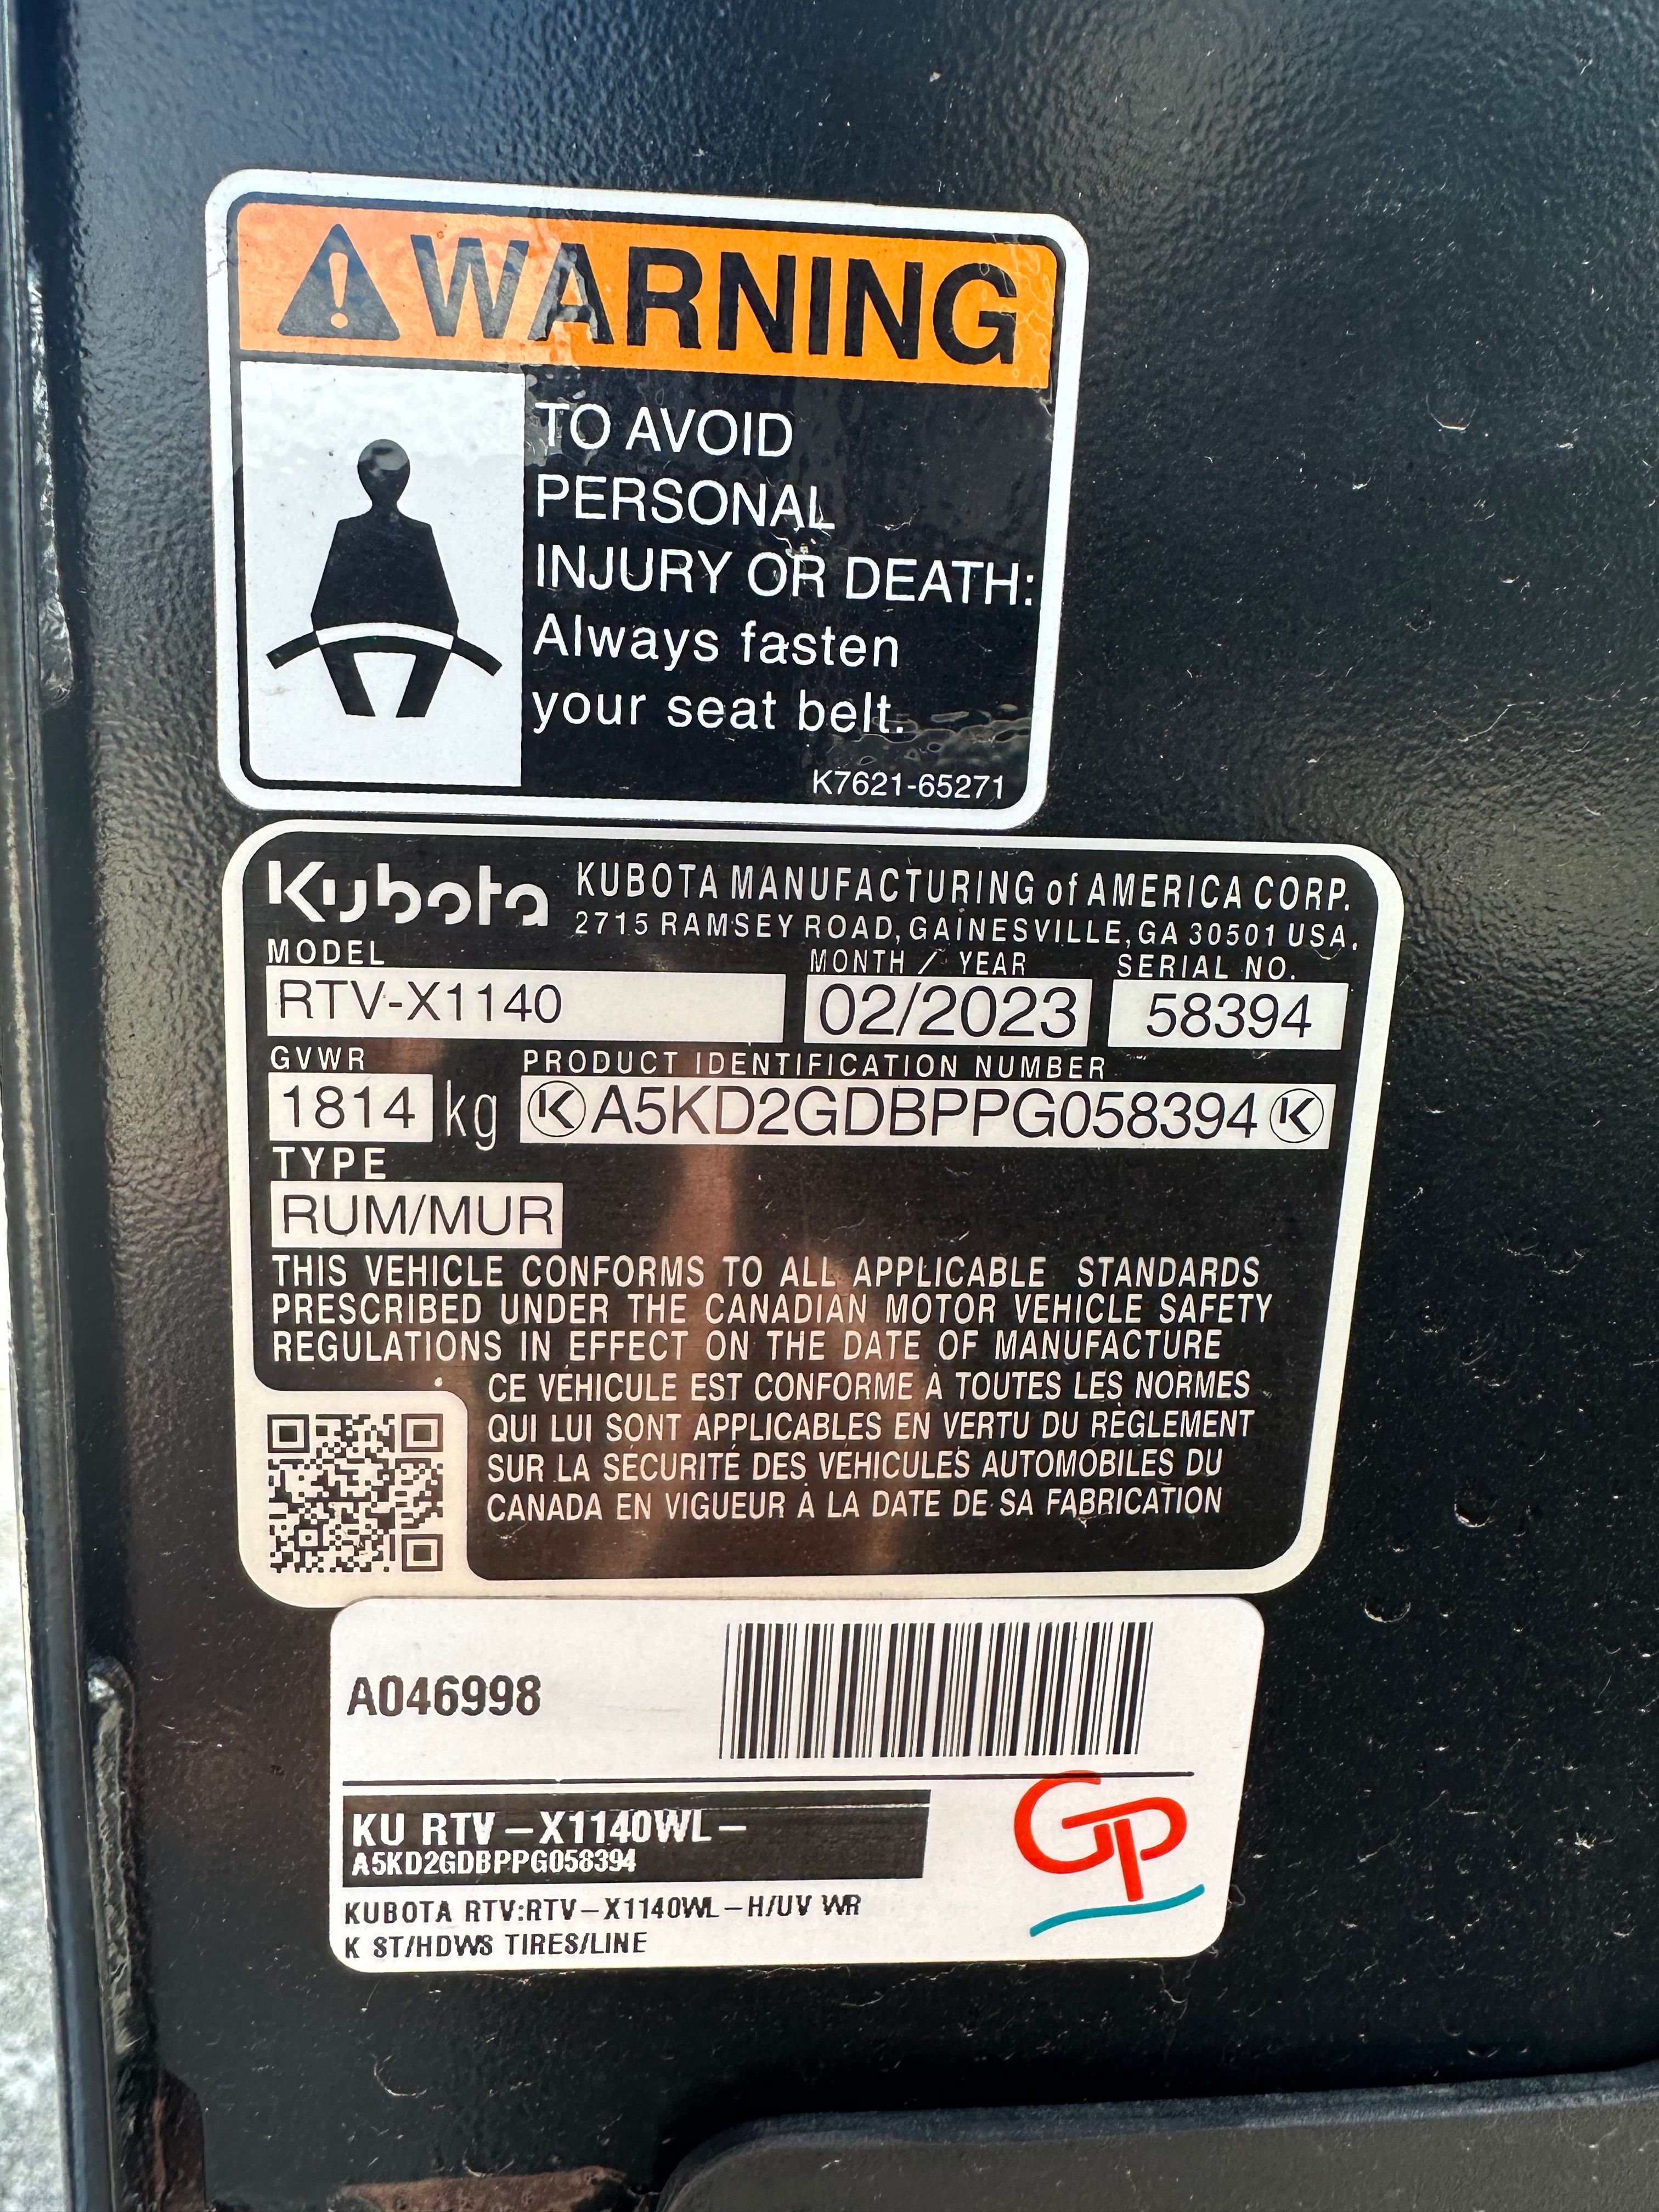 WARNING
TO AVOID
PERSONAL
INJURY OR DEATH:
Always fasten
your seat belt.
K7621-65271
Kubota KUBOTA MANUFACTURING of AMERICA CORP.
2715 RAMSEY ROAD, GAINESVILLE, GA 30501 USA.
MODEL MONTH / YEAR SERIAL NO.
RTV-X1140 02/2023 58394
GVWR PRODUCT IDENTIFICATION NUMBER
1814 kg K A5KD2GDBPPG058394 K
TYPE
RUM/MUR
THIS VEHICLE CONFORMS TO ALL APPLICABLE STANDARDS
PRESCRIBED UNDER THE CANADIAN MOTOR VEHICLE SAFETY
REGULATIONS IN EFFECT ON THE DATE OF MANUFACTURE
CE VÉHICULE EST CONFORME À TOUTES LES NORMES
QUI LUI SONT APPLICABLES EN VERTU DU RÈGLEMENT
SUR LA SÉCURITÉ DES VÉHICULES AUTOMOBILES DU
CANADA EN VIGUEUR À LA DATE DE SA FABRICATION
A046998
KU RTV-X1140WL-
A5KD2GDBPPG058394
GP
KUBOTA RTV:RTV-X1140WL-H/UV WR
K ST/HDWS TIRES/LINE